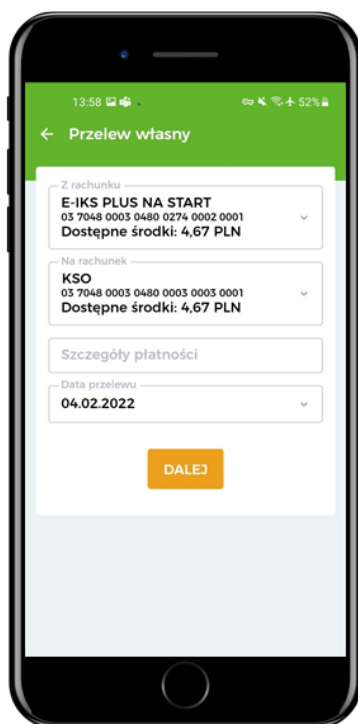 13:58
52%
Przelew własny
Z rachunku
E-IKS PLUS NA START
03 7048 0003 0480 0274 0002 0001
Dostępne środki: 4,67 PLN
Na rachunek
KSO
03 7048 0003 0480 0003 0003 0001
Dostępne środki: 4,67 PLN
Szczegóły płatności
Data przelewu
04.02.2022
DALEJ